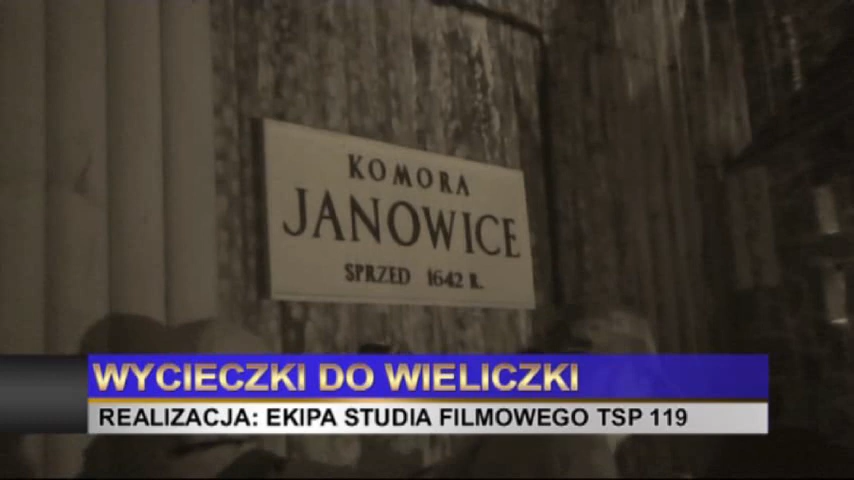 KOMORA
JANOWICE
SPRZED 1642 R.
WYCIECZKI DO WIELICZKI
REALIZACJA: EKIPA STUDIA FILMOWEGO TSP 119